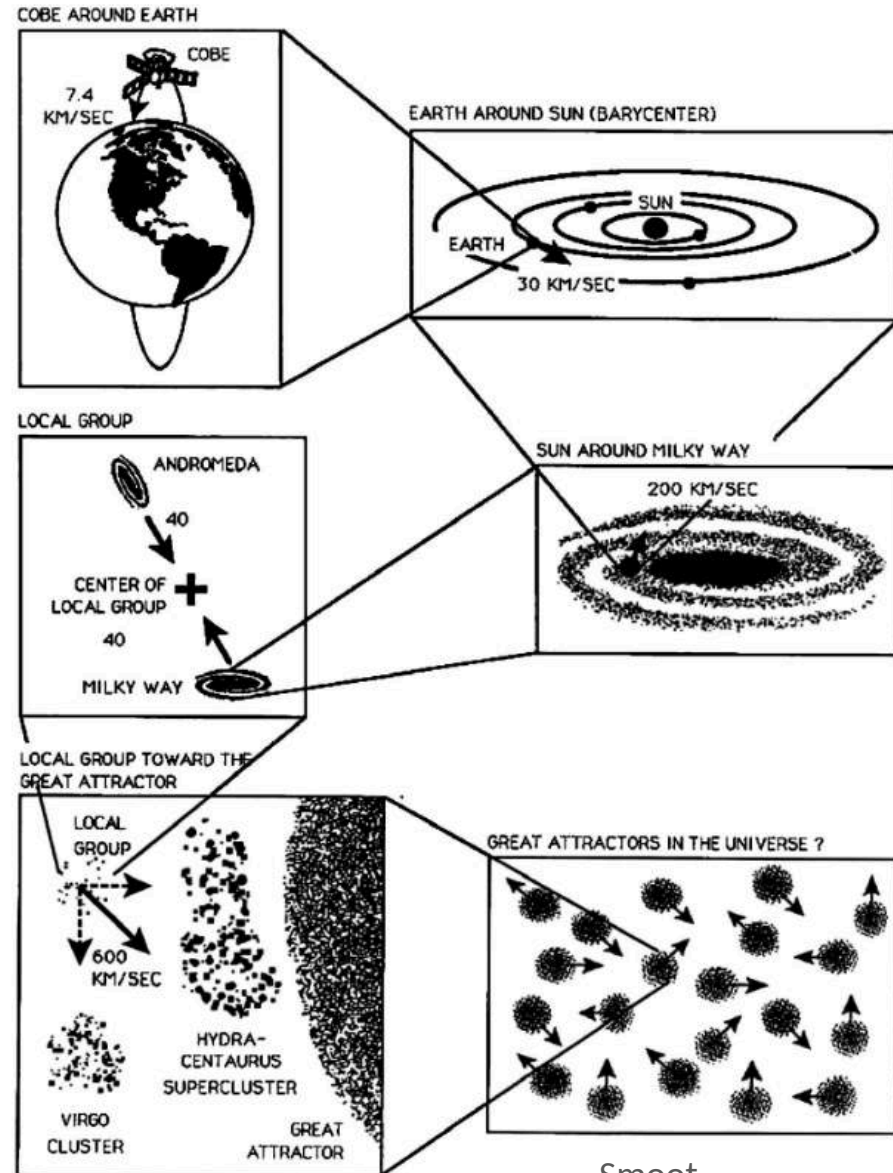 COBE AROUND EARTH
COBE
7.4
KM/SEC
EARTH AROUND SUN (BARYCENTER)
SUN
EARTH
30 KM/SEC
LOCAL GROUP
ANDROMEDA
40
CENTER OF
LOCAL GROUP
40
MILKY WAY
SUN AROUND MILKY WAY
200 KM/SEC
LOCAL GROUP TOWARD THE
GREAT ATTRACTOR
LOCAL
GROUP
600
KM/SEC
HYDRA-
CENTAURUS
SUPERCLUSTER
VIRGO
CLUSTER
GREAT
ATTRACTOR
GREAT ATTRACTORS IN THE UNIVERSE ?
Smoot